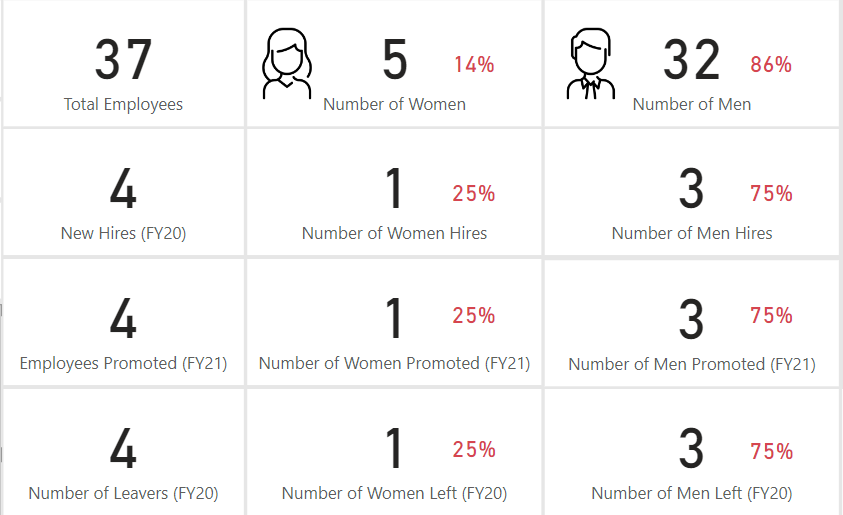 37
Total Employees
5 14%
Number of Women
32 86%
Number of Men
4
New Hires (FY20)
1 25%
Number of Women Hires
3 75%
Number of Men Hires
4
Employees Promoted (FY21)
1 25%
Number of Women Promoted (FY21)
3 75%
Number of Men Promoted (FY21)
4
Number of Leavers (FY20)
1 25%
Number of Women Left (FY20)
3 75%
Number of Men Left (FY20)